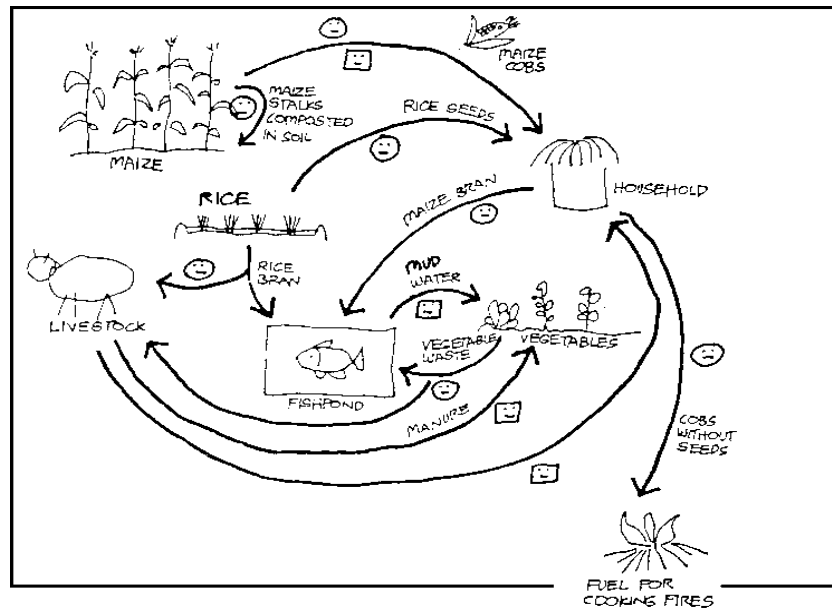 MAIZE
COBS
MAIZE
STALKS
COMPOSTED
IN SOIL
RICE SEEDS
MAIZE
HOUSEHOLD
MAIZE BRAN
RICE
RICE
BRAN
MUD
WATER
LIVESTOCK
VEGETABLE
WASTE
VEGETABLES
FISHPOND
MANURE
COBS
WITHOUT
SEEDS
FUEL FOR
COOKING FIRES